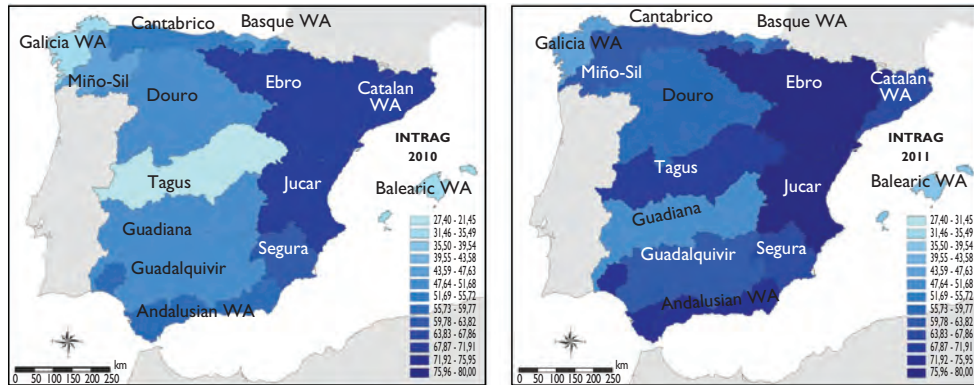 Cantabrico
Basque WA
Galicia WA
Miño-Sil
Douro
Ebro
Catalan
WA
INTRAG
2010
Tagus
Jucar
Balearic WA
Guadiana
Segura
Guadalquivir
Andalusian WA
27,40 - 21,45
31,46 - 35,49
35,50 - 39,54
39,55 - 43,58
43,59 - 47,63
47,64 - 51,68
51,69 - 55,72
55,73 - 59,77
59,78 - 63,82
63,83 - 67,86
67,87 - 71,91
71,92 - 75,95
75,96 - 80,00
km
0 50 100 150 200 250
Cantabrico
Basque WA
Galicia WA
Miño-Sil
Douro
Ebro
Catalan
WA
INTRAG
2011
Tagus
Jucar
Balearic WA
Guadiana
Segura
Guadalquivir
Andalusian WA
27,40 - 31,45
31,46 - 35,49
35,50 - 39,54
39,55 - 43,58
43,59 - 47,63
47,64 - 51,68
51,69 - 55,72
55,73 - 59,77
59,78 - 63,82
63,83 - 67,86
67,87 - 71,91
71,92 - 75,95
75,96 - 80,00
km
0 50 100 150 200 250